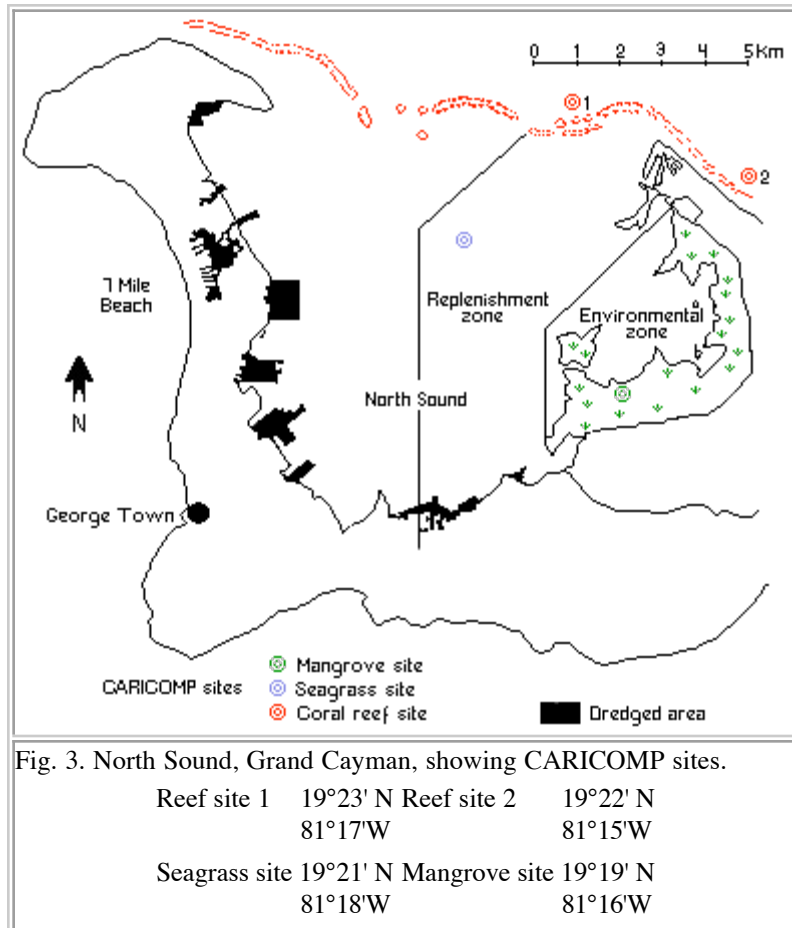 0 1 2 3 4 5 Km
1
2
7 Mile
Beach
Replenishment
zone
Environmental
zone
N
North Sound
George Town
CARICOMP sites
Mangrove site
Seagrass site
Coral reef site
Dredged area
Fig. 3. North Sound, Grand Cayman, showing CARICOMP sites.
Reef site 1 19°23' N Reef site 2 19°22' N
81°17'W 81°15'W
Seagrass site 19°21' N Mangrove site 19°19' N
81°18'W 81°16'W